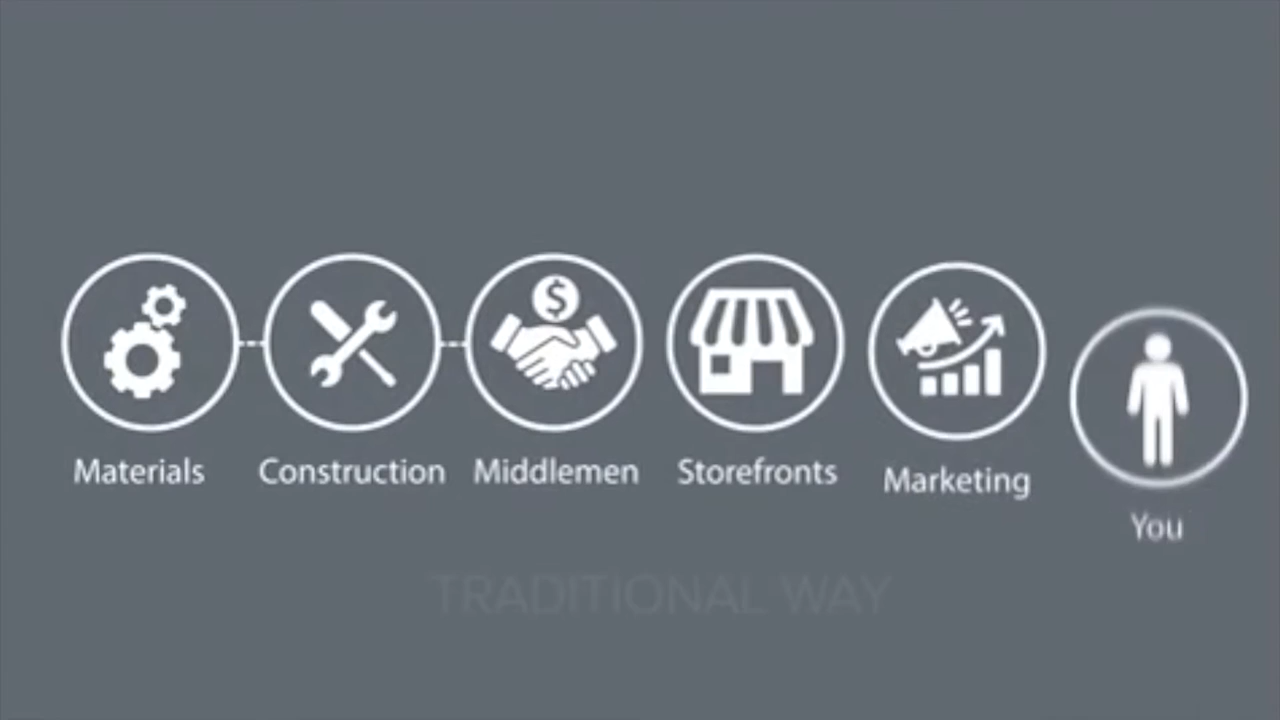 $
Materials
Construction
Middlemen
Storefronts
Marketing
You
TRADITIONAL WAY